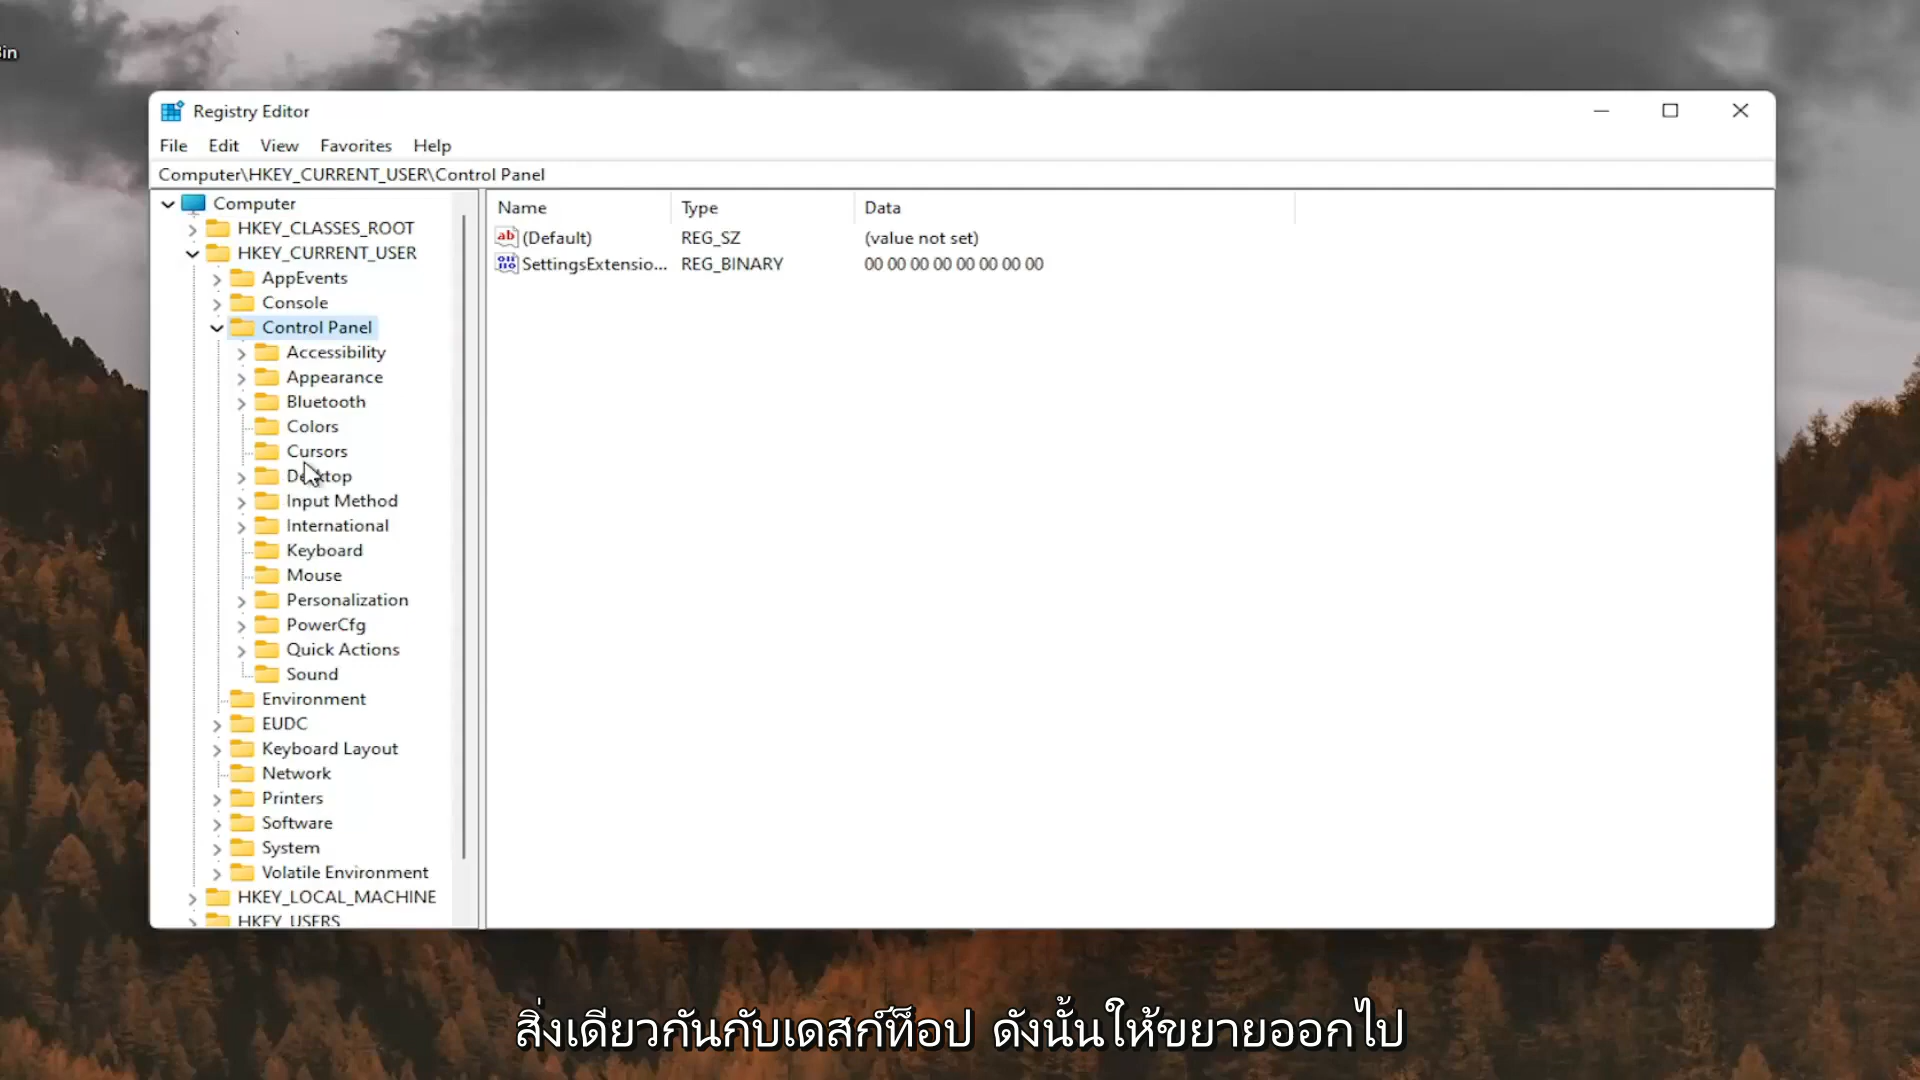 in
Registry Editor
File Edit View Favorites Help
Computer\HKEY_CURRENT_USER\Control Panel
Computer
HKEY_CLASSES_ROOT
HKEY_CURRENT_USER
AppEvents
Console
Control Panel
Accessibility
Appearance
Bluetooth
Colors
Cursors
Desktop
Input Method
International
Keyboard
Mouse
Personalization
PowerCfg
Quick Actions
Sound
Environment
EUDC
Keyboard Layout
Network
Printers
Software
System
Volatile Environment
HKEY_LOCAL_MACHINE
HKEY_USERS
Name Type Data
(Default) REG_SZ (value not set)
SettingsExtensio... REG_BINARY 00 00 00 00 00 00 00 00
สิ่งเดียวกันกับเดสก์ท็อป ดังนั้นให้ขยายออกไป